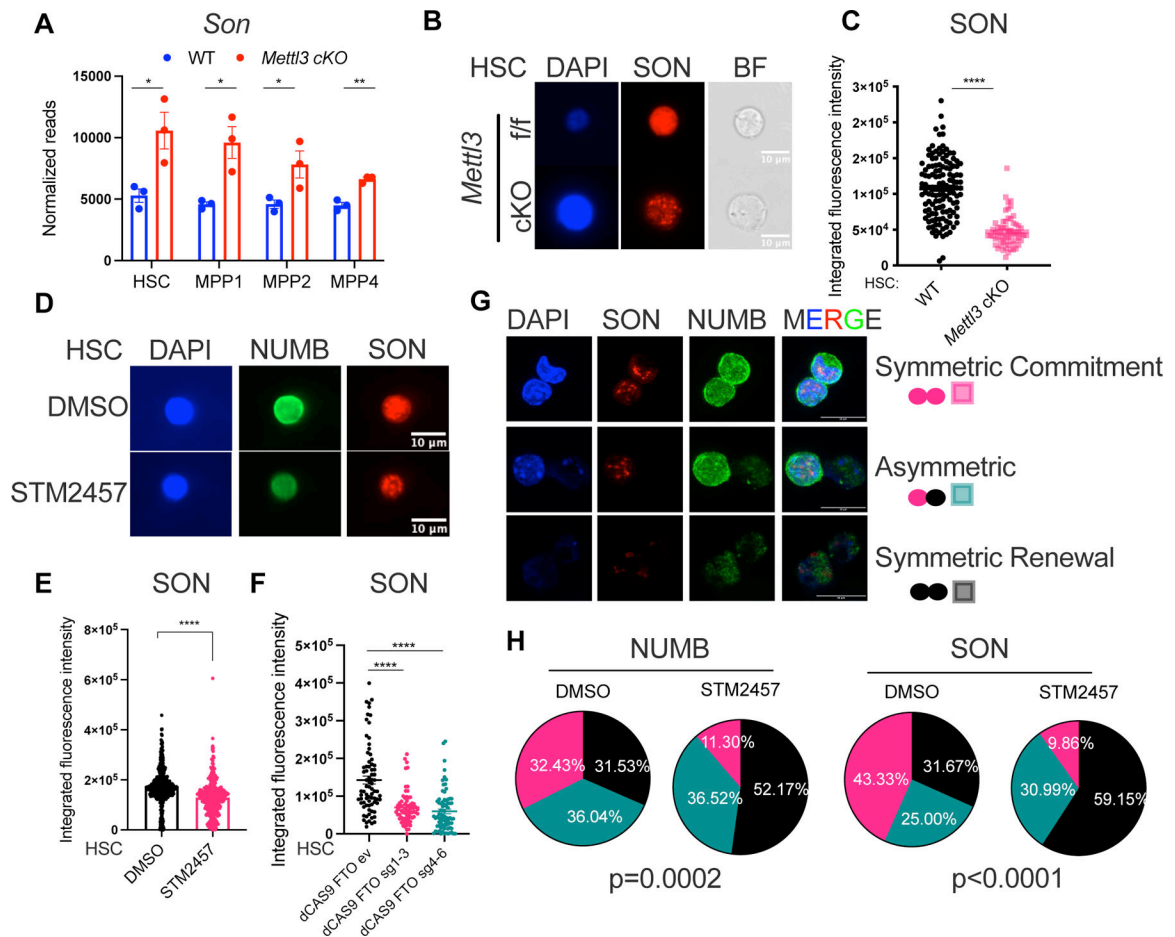 A
Son
WT
Mettl3 cKO
Normalized reads
15000
10000
5000
0
*
*
*
**
HSC
MPP1
MPP2
MPP4
B
HSC DAPI SON BF
Mettl3
f/f
cKO
10 μm
10 μm
C
SON
Integrated fluorescence intensity
3×10⁵
2×10⁵
2×10⁵
1×10⁵
5×10⁴
0
****
HSC:
WT
Mettl3 cKO
D
HSC DAPI NUMB SON
DMSO
STM2457
10 μm
10 μm
E
SON
Integrated fluorescence intensity
8×10⁵
6×10⁵
4×10⁵
2×10⁵
0
****
HSC
DMSO
STM2457
F
SON
Integrated fluorescence intensity
5×10⁵
4×10⁵
3×10⁵
2×10⁵
1×10⁵
0
****
****
HSC
dCAS9 FTO ev
dCAS9 FTO sg1-3
dCAS9 FTO sg4-6
G
DAPI SON NUMB MERGE
Symmetric Commitment
Asymmetric
Symmetric Renewal
H
NUMB
DMSO
STM2457
32.43%
31.53%
36.04%
11.30%
36.52%
52.17%
p=0.0002
SON
DMSO
STM2457
43.33%
31.67%
25.00%
9.86%
30.99%
59.15%
p<0.0001